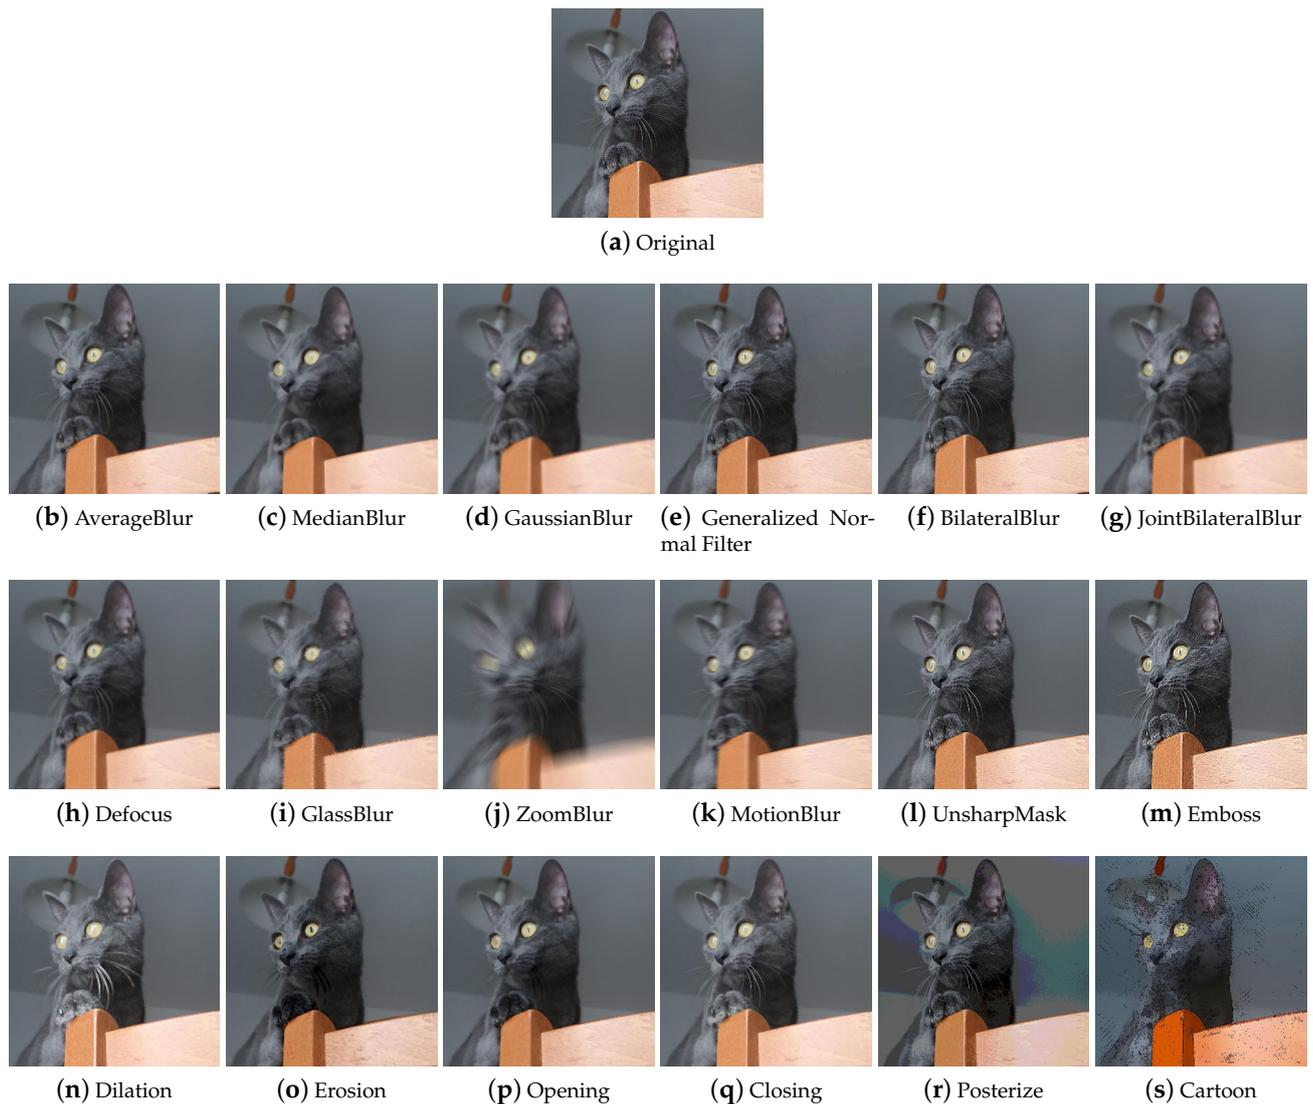 (a) Original
(b) AverageBlur
(c) MedianBlur
(d) GaussianBlur
(e) Generalized Nor-
mal Filter
(f) BilateralBlur
(g) JointBilateralBlur
(h) Defocus
(i) GlassBlur
(j) ZoomBlur
(k) MotionBlur
(l) UnsharpMask
(m) Emboss
(n) Dilation
(o) Erosion
(p) Opening
(q) Closing
(r) Posterize
(s) Cartoon